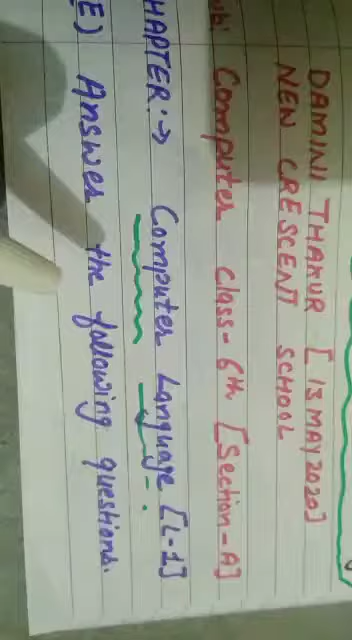 DAMINI THAKUR [13 MAY 2020]
NEW CRESCENT SCHOOL
ub: Computer class- 6th [Section-A]
HAPTER:→ Computer Language [L-1]
E) Answer the following questions.